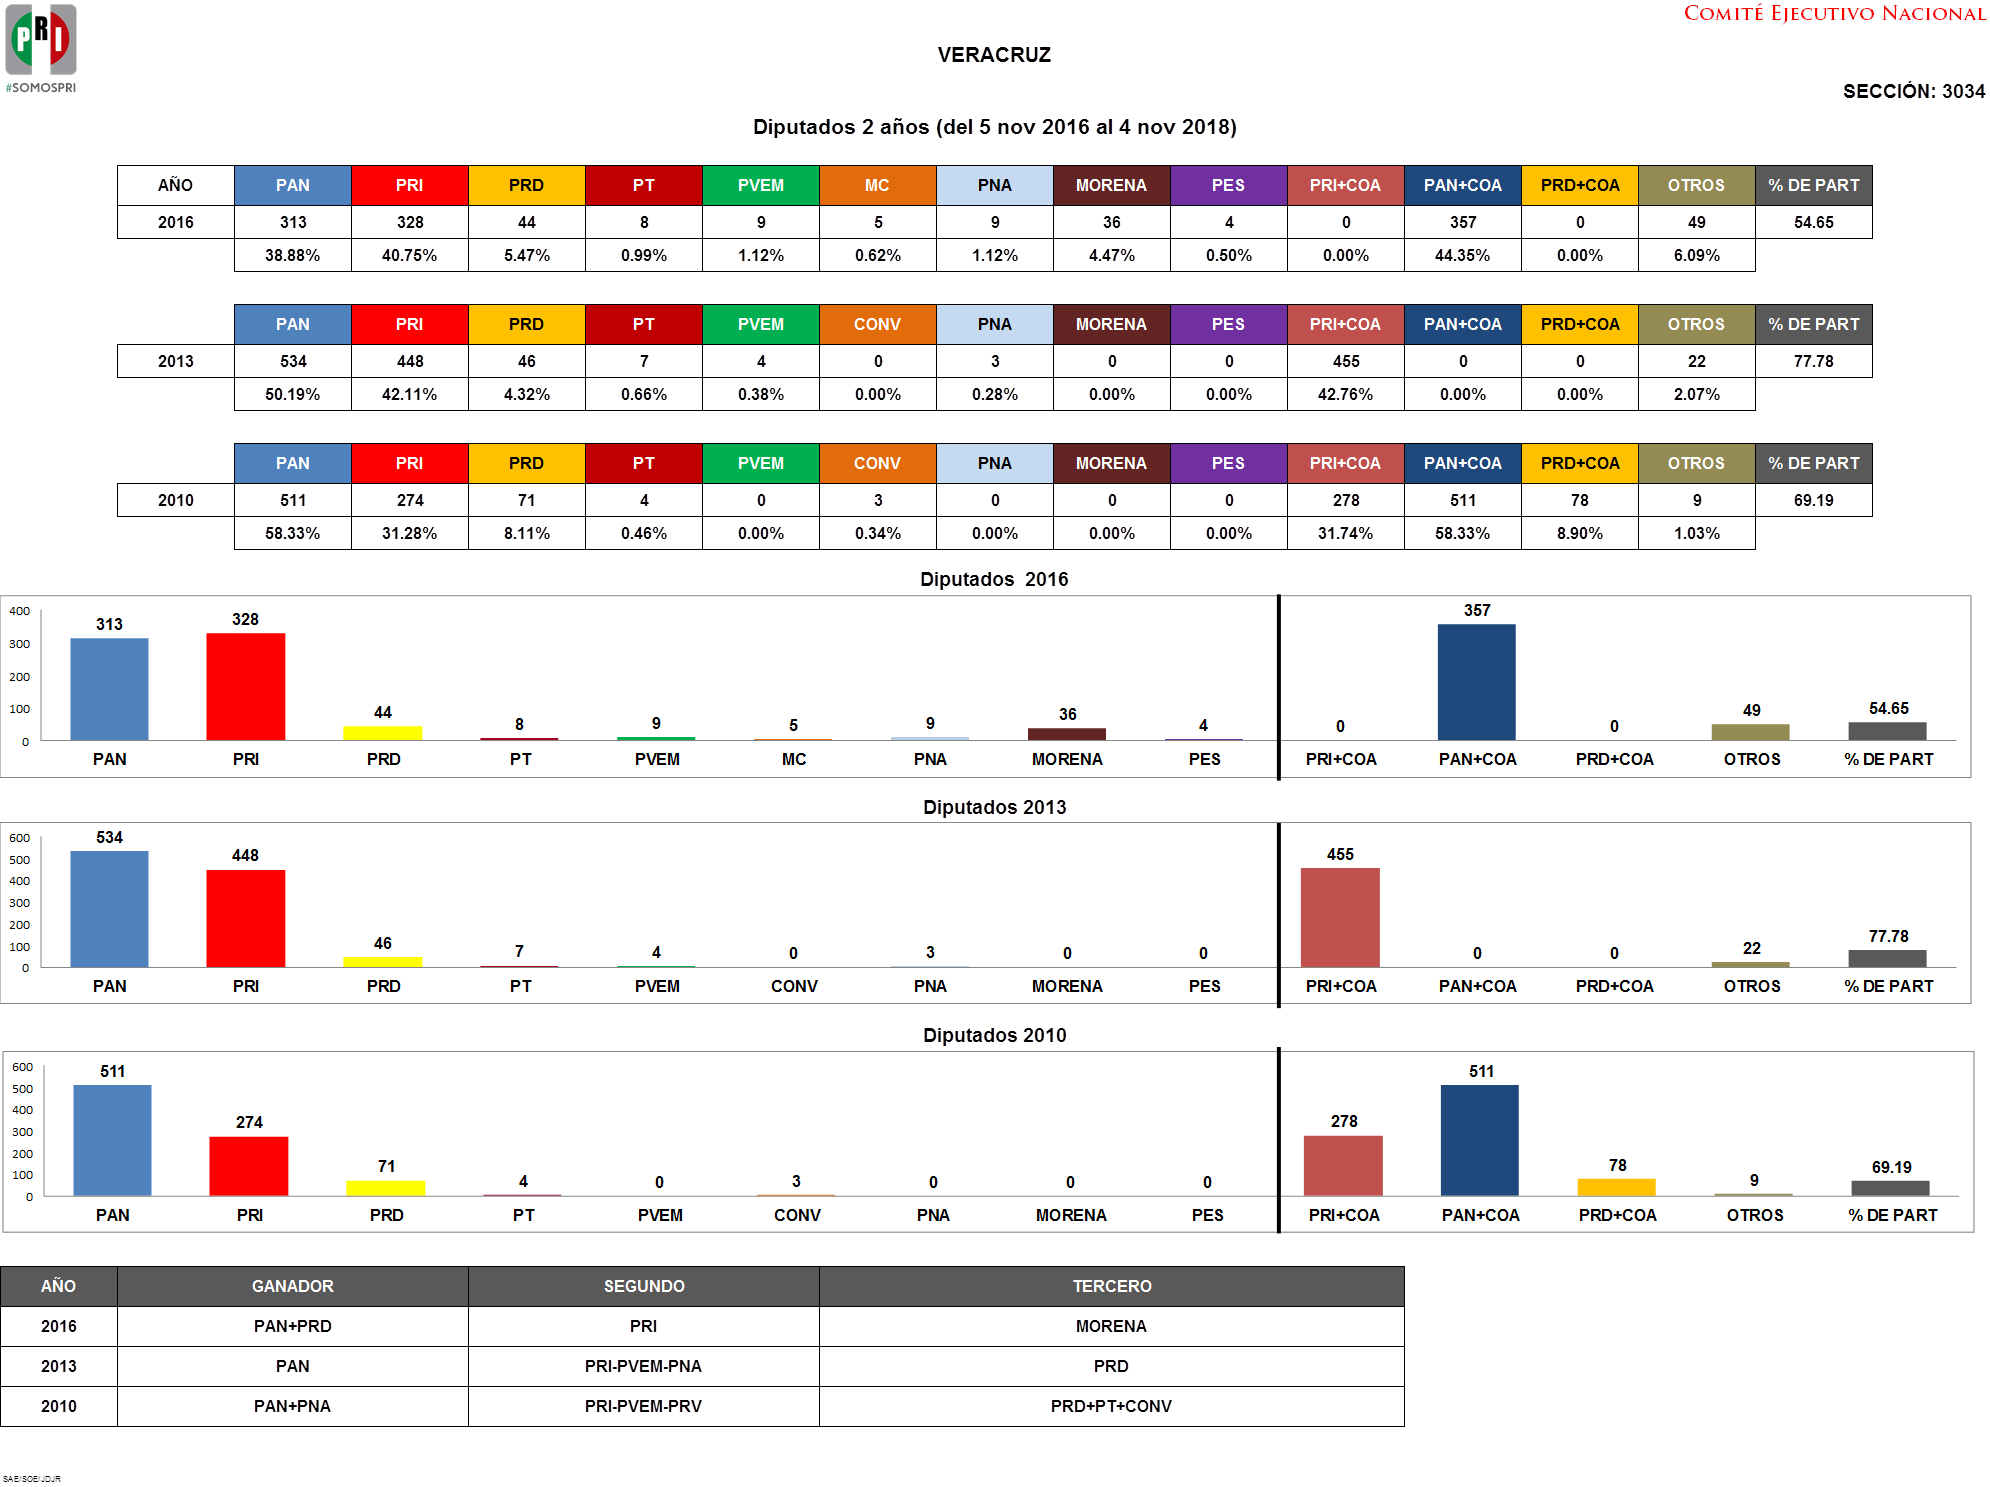 PRI
#SOMOSPRI
COMITÉ EJECUTIVO NACIONAL
VERACRUZ
SECCIÓN: 3034
Diputados 2 años (del 5 nov 2016 al 4 nov 2018)
AÑO PAN PRI PRD PT PVEM MC PNA MORENA PES PRI+COA PAN+COA PRD+COA OTROS % DE PART
2016 313 328 44 8 9 5 9 36 4 0 357 0 49 54.65
38.88% 40.75% 5.47% 0.99% 1.12% 0.62% 1.12% 4.47% 0.50% 0.00% 44.35% 0.00% 6.09%
PAN PRI PRD PT PVEM CONV PNA MORENA PES PRI+COA PAN+COA PRD+COA OTROS % DE PART
2013 534 448 46 7 4 0 3 0 0 455 0 0 22 77.78
50.19% 42.11% 4.32% 0.66% 0.38% 0.00% 0.28% 0.00% 0.00% 42.76% 0.00% 0.00% 2.07%
PAN PRI PRD PT PVEM CONV PNA MORENA PES PRI+COA PAN+COA PRD+COA OTROS % DE PART
2010 511 274 71 4 0 3 0 0 0 278 511 78 9 69.19
58.33% 31.28% 8.11% 0.46% 0.00% 0.34% 0.00% 0.00% 0.00% 31.74% 58.33% 8.90% 1.03%
Diputados 2016
400
300
200
100
0
313 328 44 8 9 5 9 36 4 0 357 0 49 54.65
PAN PRI PRD PT PVEM MC PNA MORENA PES PRI+COA PAN+COA PRD+COA OTROS % DE PART
Diputados 2013
600
500
400
300
200
100
0
534 448 46 7 4 0 3 0 0 455 0 0 22 77.78
PAN PRI PRD PT PVEM CONV PNA MORENA PES PRI+COA PAN+COA PRD+COA OTROS % DE PART
Diputados 2010
600
500
400
300
200
100
0
511 274 71 4 0 3 0 0 0 278 511 78 9 69.19
PAN PRI PRD PT PVEM CONV PNA MORENA PES PRI+COA PAN+COA PRD+COA OTROS % DE PART
AÑO GANADOR SEGUNDO TERCERO
2016 PAN+PRD PRI MORENA
2013 PAN PRI-PVEM-PNA PRD
2010 PAN+PNA PRI-PVEM-PRV PRD+PT+CONV
SAE/SOE/JDJR